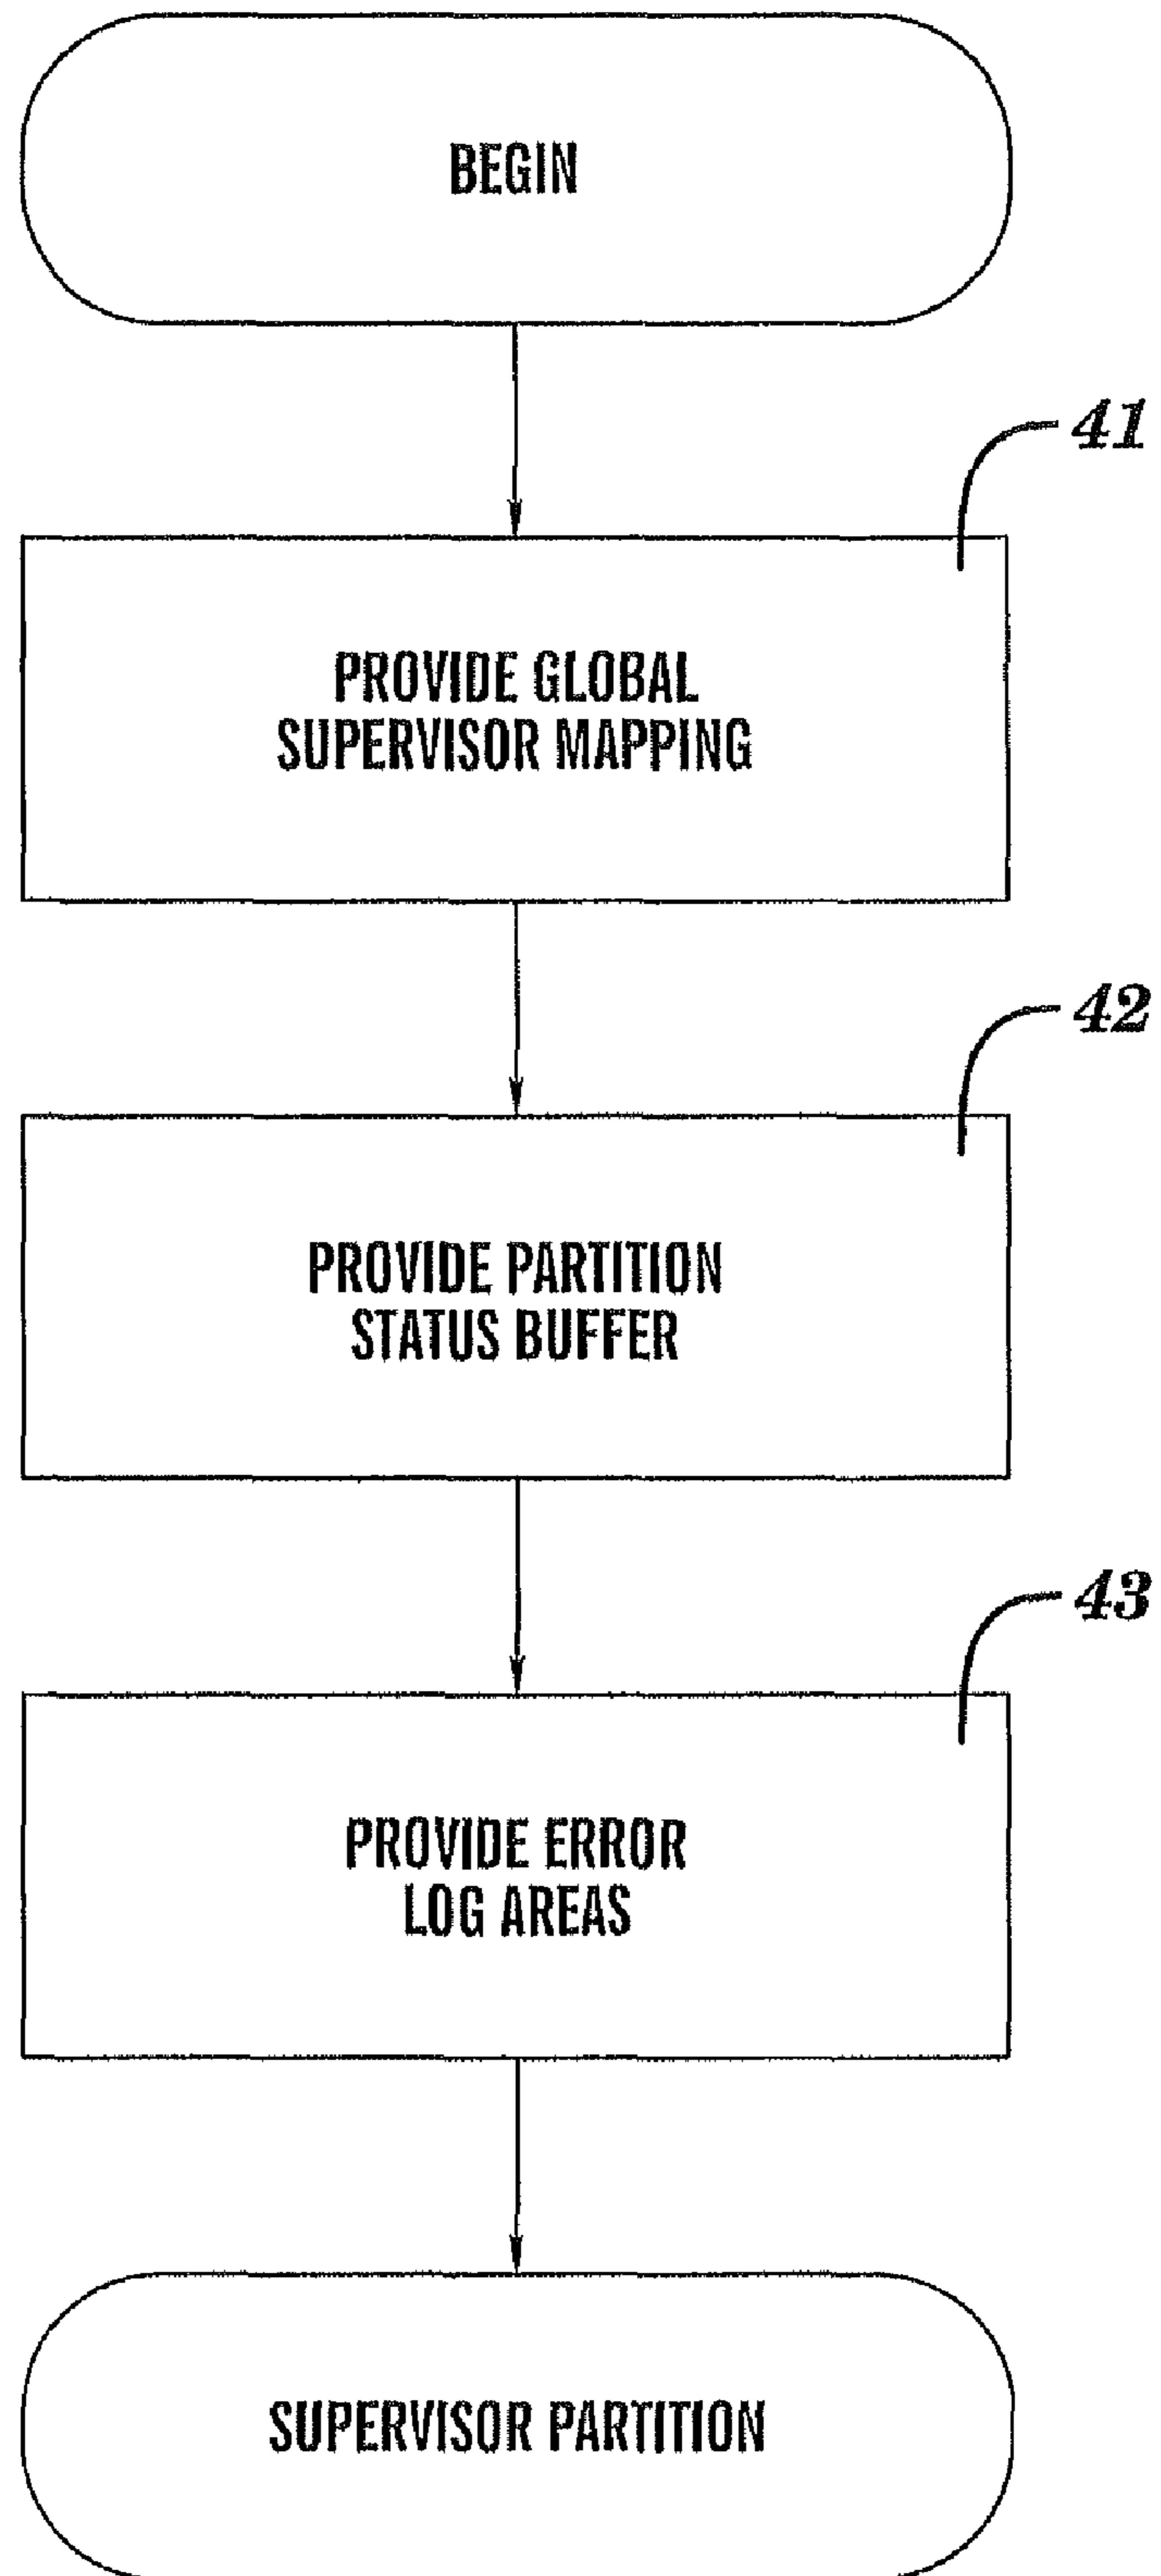 BEGIN
41
PROVIDE GLOBAL
SUPERVISOR MAPPING
42
PROVIDE PARTITION
STATUS BUFFER
43
PROVIDE ERROR
LOG AREAS
SUPERVISOR PARTITION